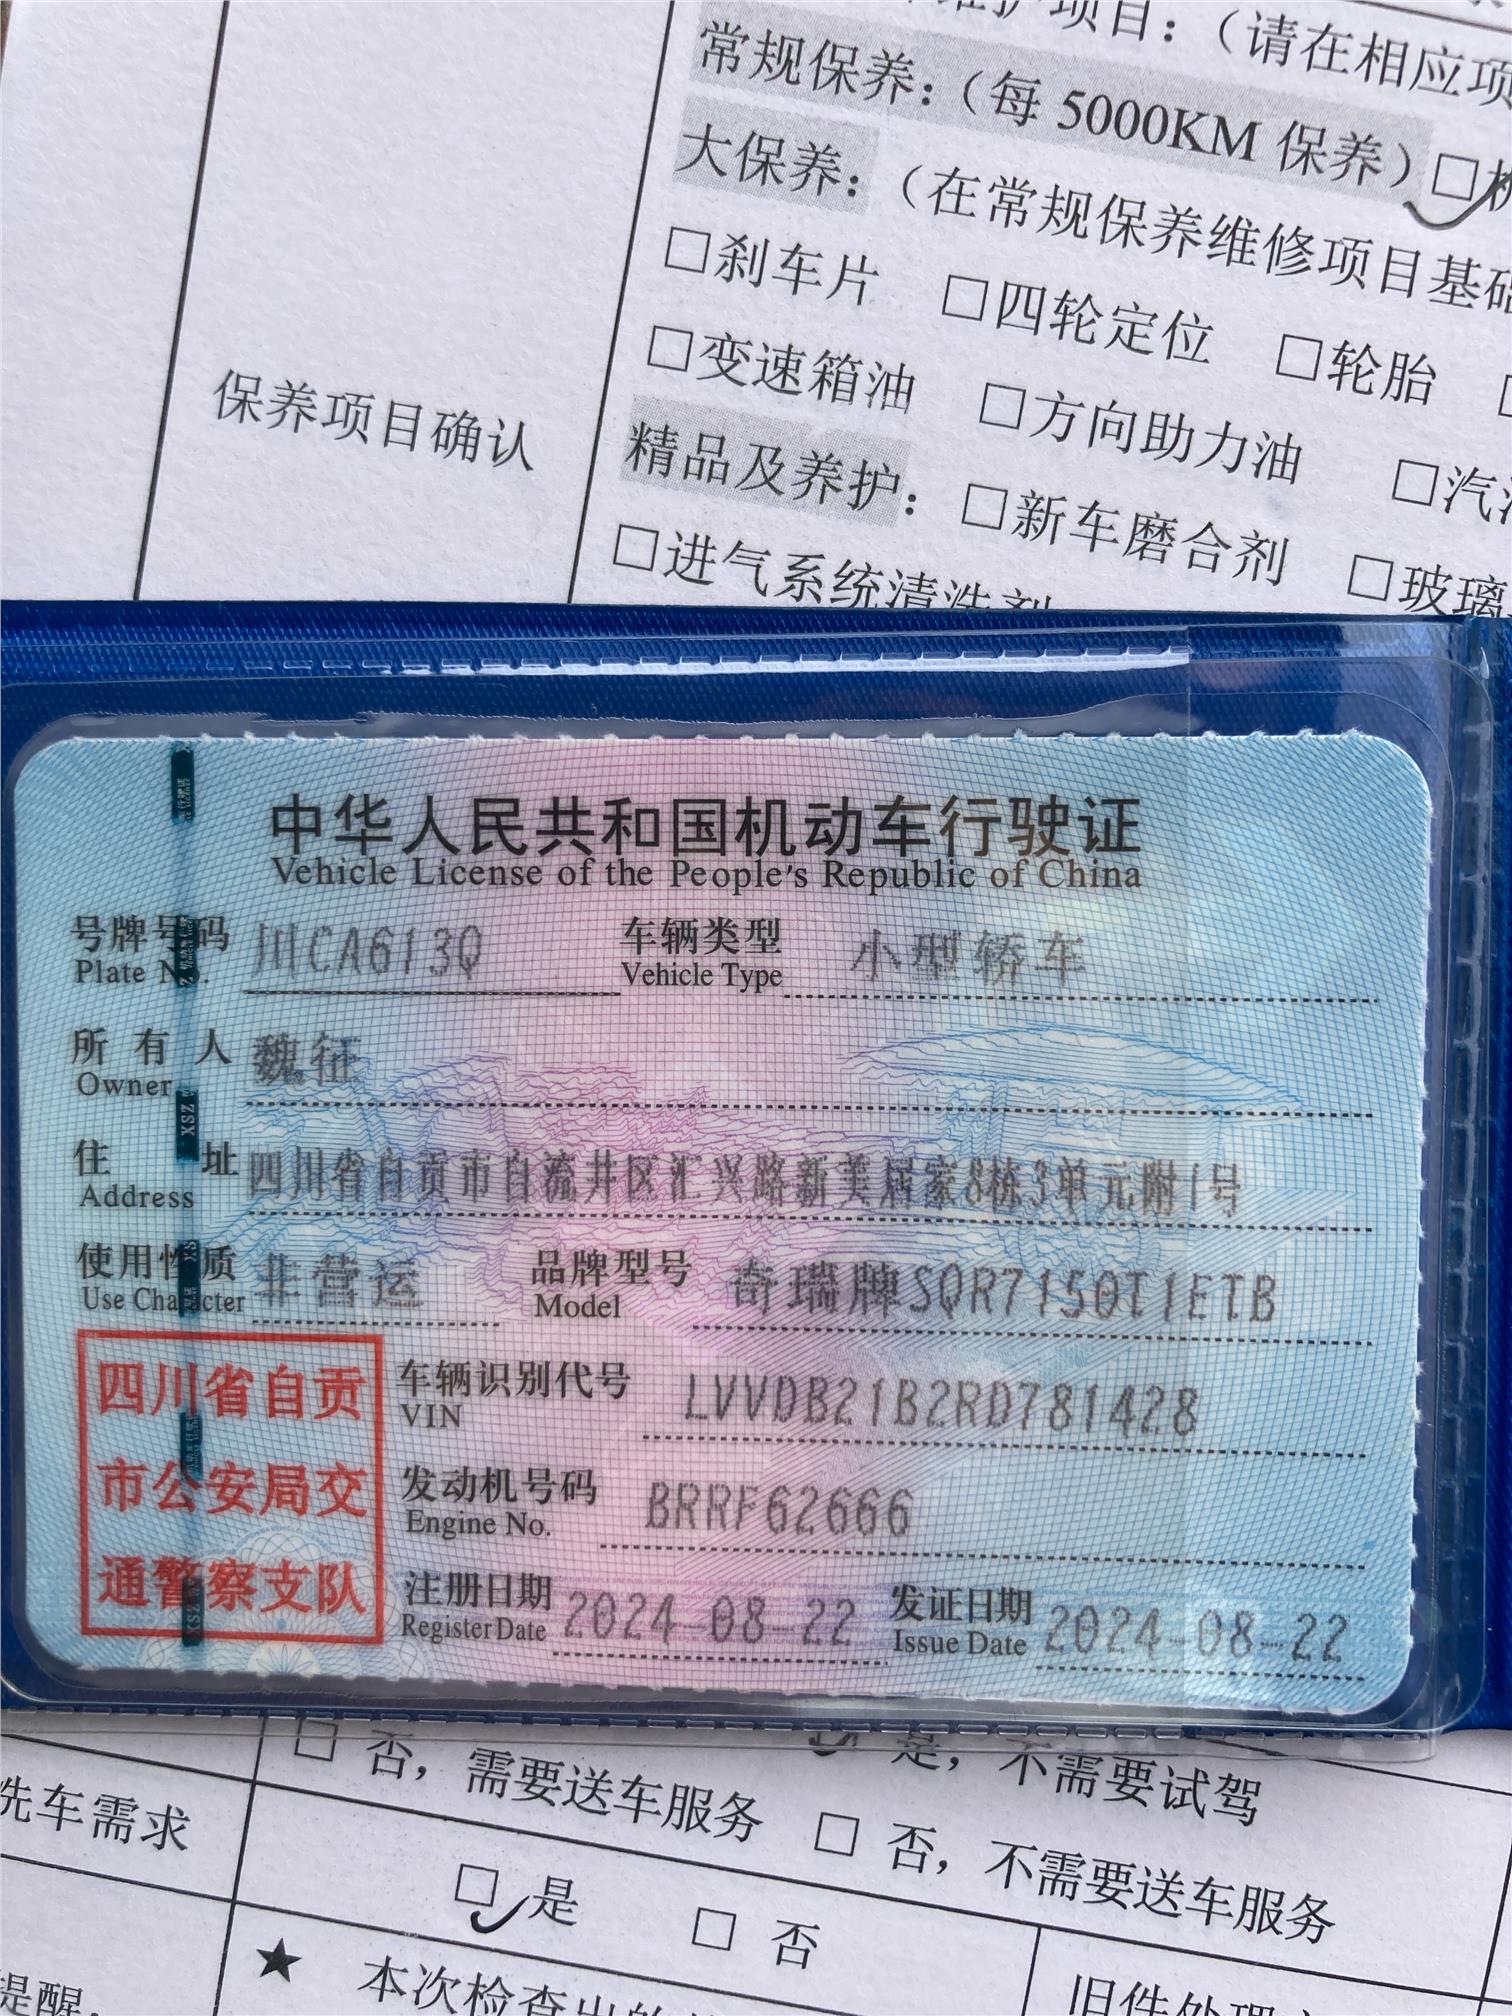 维护项目：（请在相应项
常规保养：（每 5000KM 保养）□机
大保养：（在常规保养维修项目基础
□刹车片 □四轮定位 □轮胎
□变速箱油 □方向助力油 □汽
保养项目确认
精品及养护：□新车磨合剂 □玻璃
□进气系统清洗剂
中华人民共和国机动车行驶证
Vehicle License of the People's Republic of China
号牌号码 川CA613Q 车辆类型 小型轿车
Plate No. Vehicle Type
所有人 魏征
Owner
住址 四川省自贡市自流井区汇兴路新美居家8栋3单元附1号
Address
使用性质 非营运 品牌型号 奇瑞牌SQR7150T1ETB
Use Character Model
四川省自贡
市公安局交
通警察支队
车辆识别代号 LVVDB21B2RD781428
VIN
发动机号码 BRRF62666
Engine No.
注册日期 2024-08-22 发证日期 2024-08-22
Register Date Issue Date
是，不需要试驾
□ 否，需要送车服务 □ 否，不需要送车服务
洗车需求
□是 □ 否
★ 本次检查出的
旧件处理
提醒，